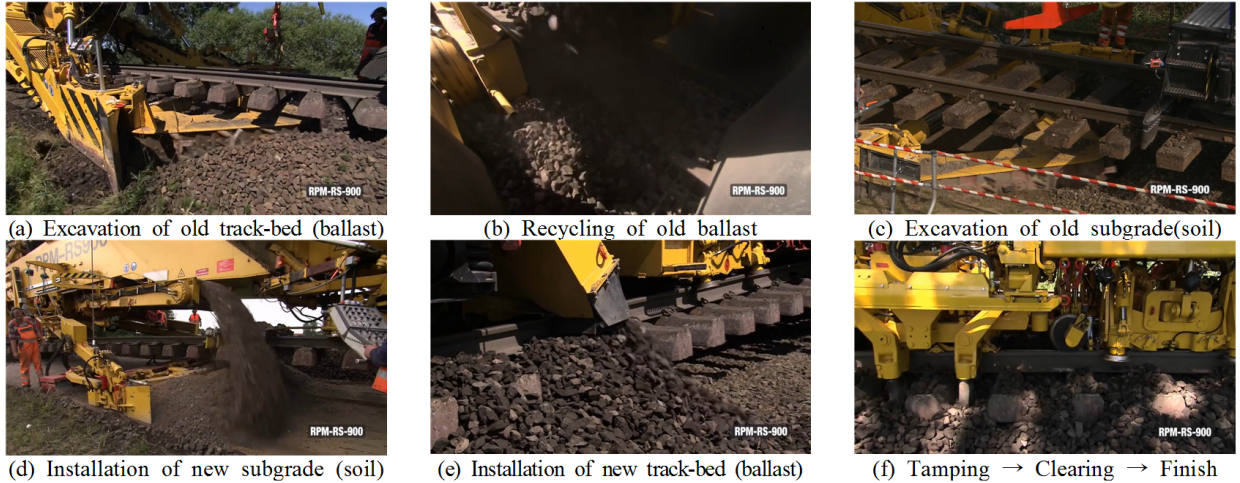 RPM-RS-900
RPM-RS-900
RPM-RS-900
(a) Excavation of old track-bed (ballast)
(b) Recycling of old ballast
(c) Excavation of old subgrade(soil)
RPM-RS900
RPM-RS-900
RPM-RS-900
RPM-RS-900
(d) Installation of new subgrade (soil)
(e) Installation of new track-bed (ballast)
(f) Tamping → Clearing → Finish